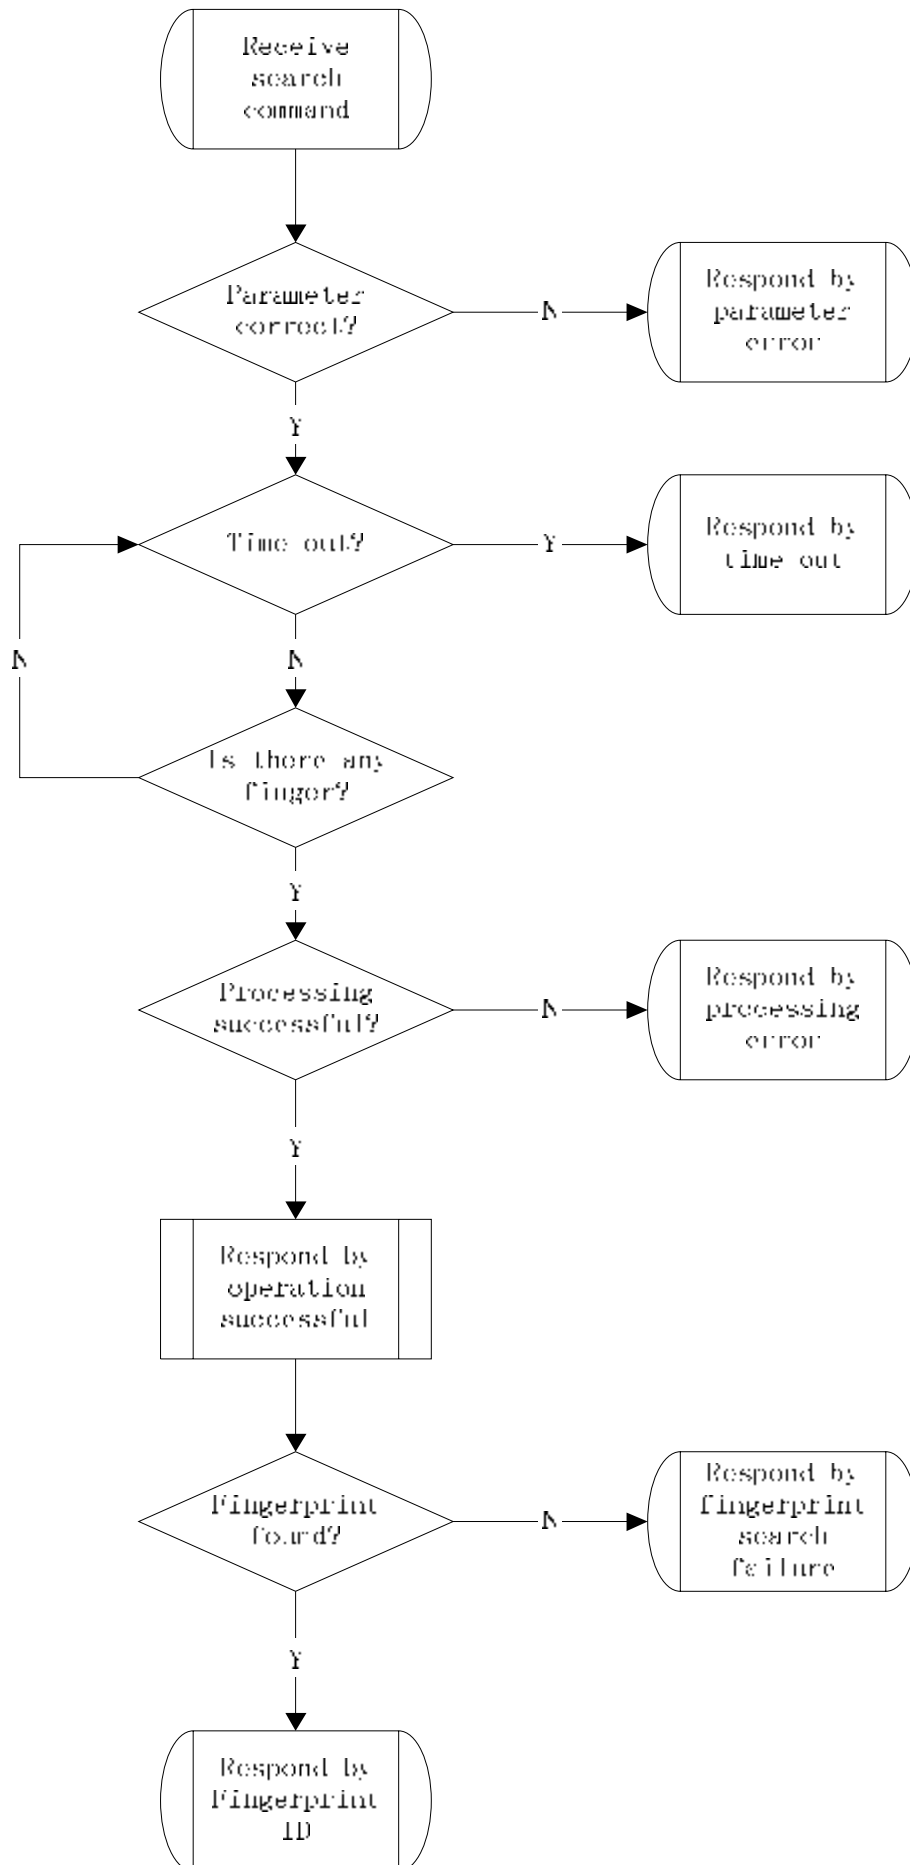 Receive
search
command
Parameter
correct?
N
Respond by
parameter
error
Y
Time out?
Y
Respond by
time out
N
N
Is there any
finger?
Y
Processing
successful?
N
Respond by
processing
error
Y
Respond by
operation
successful
Fingerprint
found?
N
Respond by
fingerprint
search
failure
Y
Respond by
Fingerprint
ID